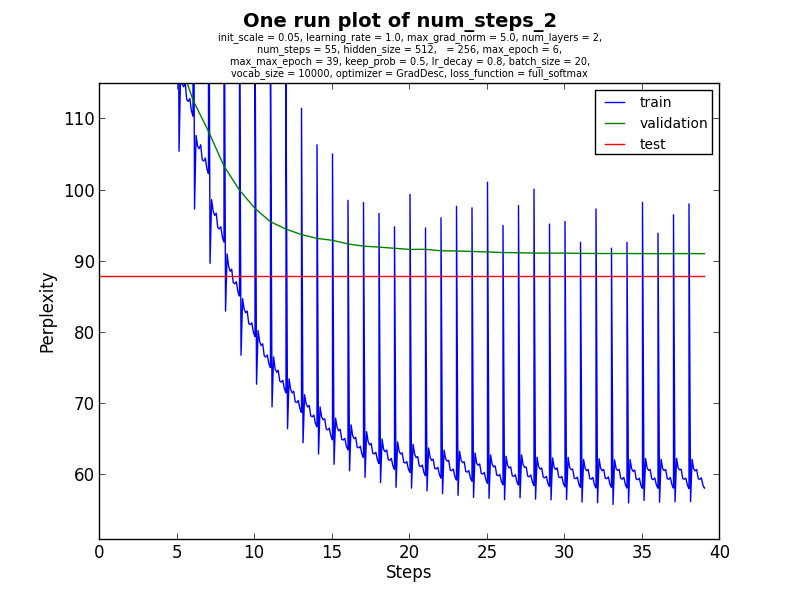 One run plot of num_steps_2
init_scale = 0.05, learning_rate = 1.0, max_grad_norm = 5.0, num_layers = 2,
num_steps = 55, hidden_size = 512,   = 256, max_epoch = 6,
max_max_epoch = 39, keep_prob = 0.5, lr_decay = 0.8, batch_size = 20,
vocab_size = 10000, optimizer = GradDesc, loss_function = full_softmax
train
validation
test
110
100
90
80
70
60
Perplexity
0 5 10 15 20 25 30 35 40
Steps